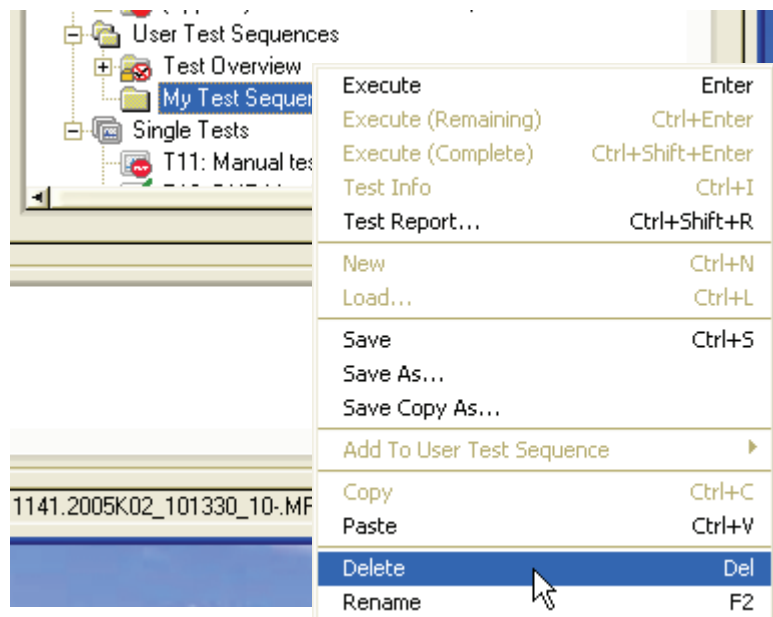 User Test Sequences
Test Overview
My Test Sequer
Single Tests
T11: Manual tes
Execute Enter
Execute (Remaining) Ctrl+Enter
Execute (Complete) Ctrl+Shift+Enter
Test Info Ctrl+I
Test Report... Ctrl+Shift+R
New Ctrl+N
Load... Ctrl+L
Save Ctrl+S
Save As...
Save Copy As...
Add To User Test Sequence
Copy Ctrl+C
Paste Ctrl+V
Delete Del
Rename F2
1141.2005K02_101330_10-.MF